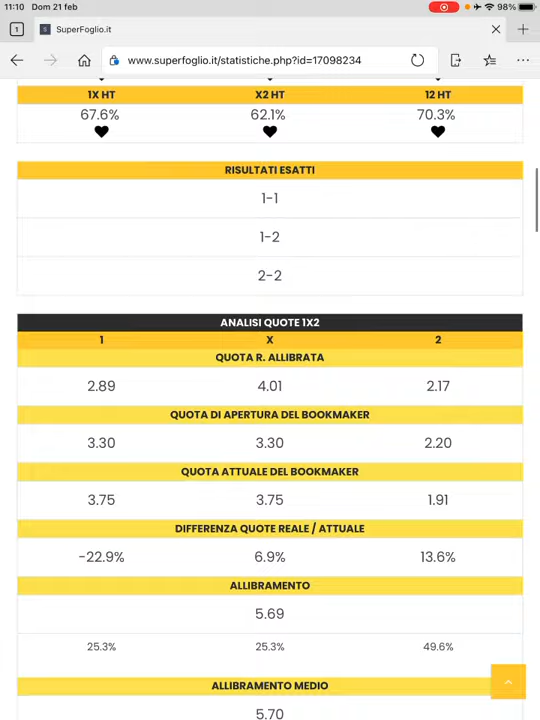 11:10 Dom 21 feb 98%
1 S SuperFoglio.it
www.superfoglio.it/statistiche.php?id=17098234
1X HT X2 HT 12 HT
67.6% 62.1% 70.3%
RISULTATI ESATTI
1-1
1-2
2-2
ANALISI QUOTE 1X2
1 X 2
QUOTA R. ALLIBRATA
2.89 4.01 2.17
QUOTA DI APERTURA DEL BOOKMAKER
3.30 3.30 2.20
QUOTA ATTUALE DEL BOOKMAKER
3.75 3.75 1.91
DIFFERENZA QUOTE REALE / ATTUALE
-22.9% 6.9% 13.6%
ALLIBRAMENTO
5.69
25.3% 25.3% 49.6%
ALLIBRAMENTO MEDIO
5.70